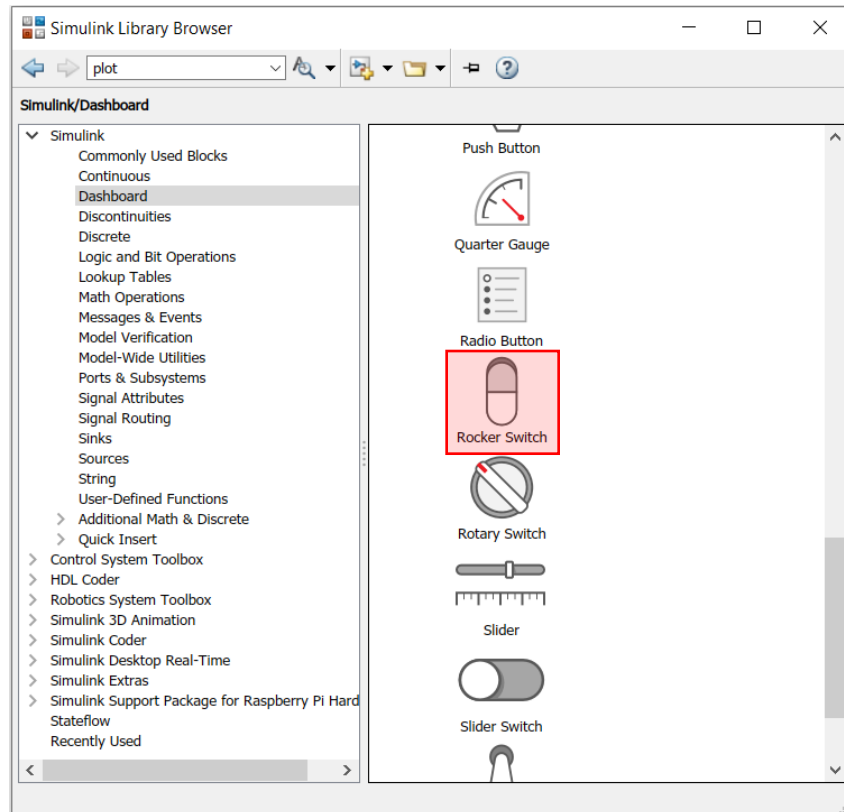 Simulink Library Browser
plot
Simulink/Dashboard
Simulink
Commonly Used Blocks
Continuous
Dashboard
Discontinuities
Discrete
Logic and Bit Operations
Lookup Tables
Math Operations
Messages & Events
Model Verification
Model-Wide Utilities
Ports & Subsystems
Signal Attributes
Signal Routing
Sinks
Sources
String
User-Defined Functions
Additional Math & Discrete
Quick Insert
Control System Toolbox
HDL Coder
Robotics System Toolbox
Simulink 3D Animation
Simulink Coder
Simulink Desktop Real-Time
Simulink Extras
Simulink Support Package for Raspberry Pi Hard
Stateflow
Recently Used
Push Button
Quarter Gauge
Radio Button
Rocker Switch
Rotary Switch
Slider
Slider Switch